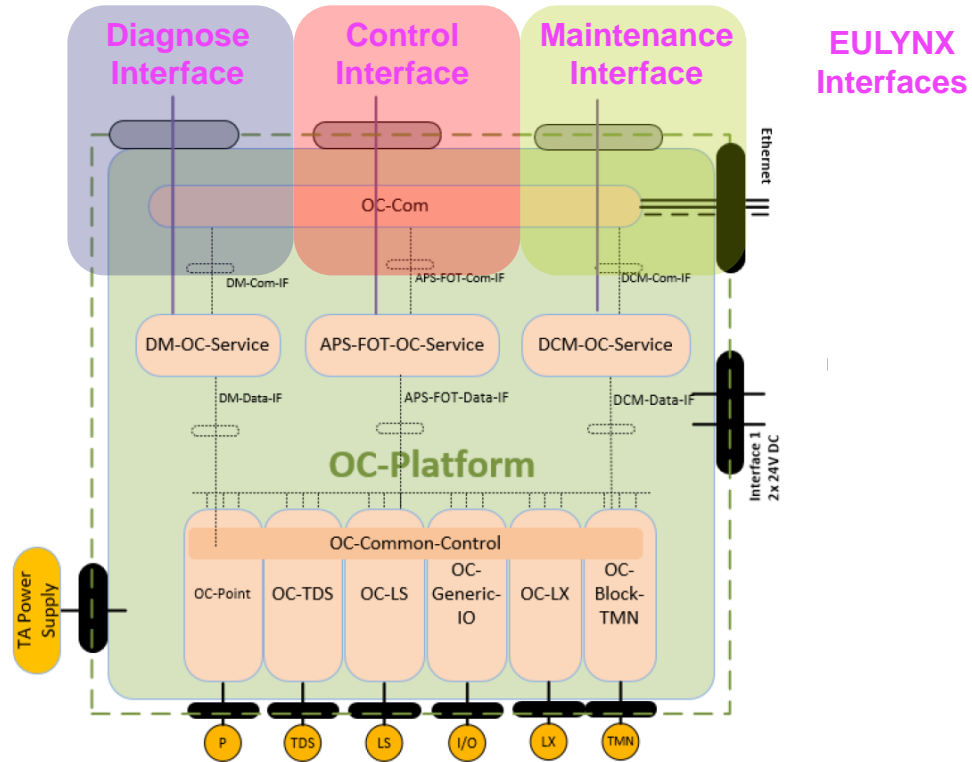 Diagnose
Interface
Control
Interface
Maintenance
Interface
EULYNX
Interfaces
Ethernet
OC-Com
DM-Com-IF
APS-FOT-Com-IF
DCM-Com-IF
DM-OC-Service
APS-FOT-OC-Service
DCM-OC-Service
DM-Data-IF
APS-FOT-Data-IF
DCM-Data-IF
Interface 1
2 x 24V DC
OC-Platform
OC-Common-Control
OC-Point
OC-TDS
OC-LS
OC-
Generic-
IO
OC-LX
OC-
Block-
TMN
TA Power
Supply
P
TDS
LS
I/O
LX
TMN